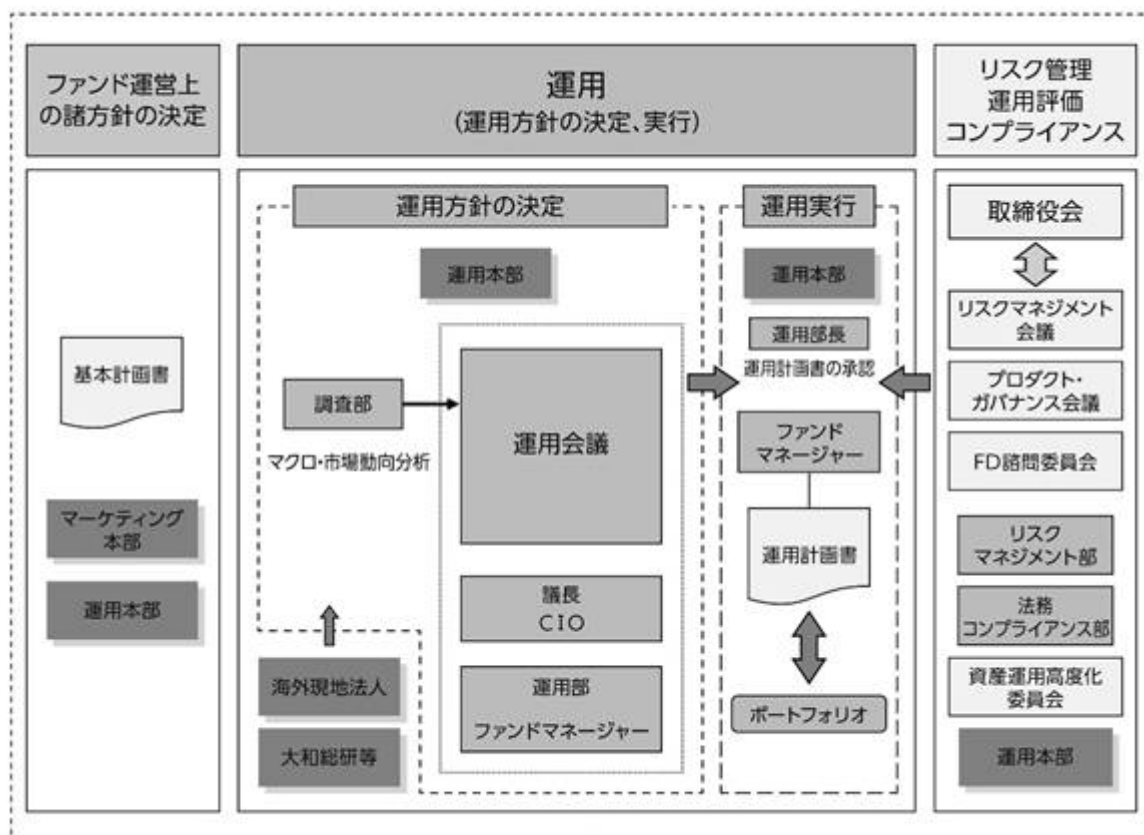 ファンド運営上
の諸方針の決定
運用
(運用方針の決定、実行)
リスク管理
運用評価
コンプライアンス
基本計画書
マーケティング
本部
運用本部
運用方針の決定
運用本部
調査部
マクロ・市場動向分析
運用会議
議長
CIO
運用部
ファンドマネージャー
海外現地法人
大和総研等
運用実行
運用本部
運用部長
運用計画書の承認
ファンド
マネージャー
運用計画書
ポートフォリオ
取締役会
リスクマネジメント
会議
プロダクト・
ガバナンス会議
FD諮問委員会
リスク
マネジメント部
法務
コンプライアンス部
資産運用高度化
委員会
運用本部